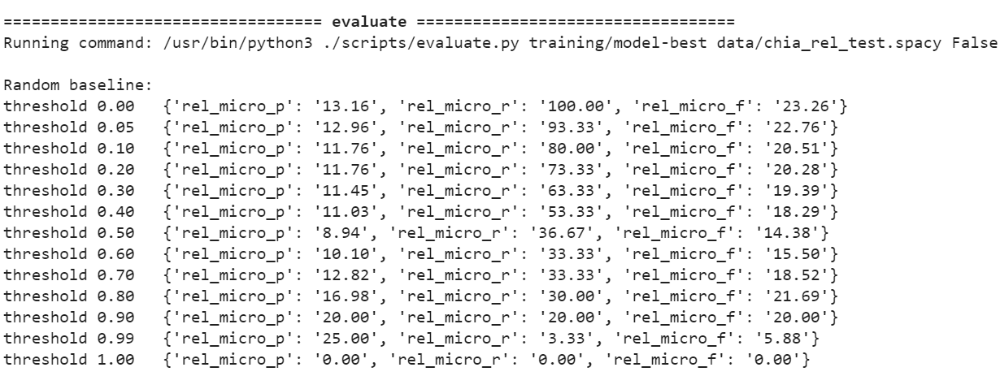 ================================== evaluate ==================================
Running command: /usr/bin/python3 ./scripts/evaluate.py training/model-best data/chia_rel_test.spacy False
Random baseline:
threshold 0.00   {'rel_micro_p': '13.16', 'rel_micro_r': '100.00', 'rel_micro_f': '23.26'}
threshold 0.05   {'rel_micro_p': '12.96', 'rel_micro_r': '93.33', 'rel_micro_f': '22.76'}
threshold 0.10   {'rel_micro_p': '11.76', 'rel_micro_r': '80.00', 'rel_micro_f': '20.51'}
threshold 0.20   {'rel_micro_p': '11.76', 'rel_micro_r': '73.33', 'rel_micro_f': '20.28'}
threshold 0.30   {'rel_micro_p': '11.45', 'rel_micro_r': '63.33', 'rel_micro_f': '19.39'}
threshold 0.40   {'rel_micro_p': '11.03', 'rel_micro_r': '53.33', 'rel_micro_f': '18.29'}
threshold 0.50   {'rel_micro_p': '8.94', 'rel_micro_r': '36.67', 'rel_micro_f': '14.38'}
threshold 0.60   {'rel_micro_p': '10.10', 'rel_micro_r': '33.33', 'rel_micro_f': '15.50'}
threshold 0.70   {'rel_micro_p': '12.82', 'rel_micro_r': '33.33', 'rel_micro_f': '18.52'}
threshold 0.80   {'rel_micro_p': '16.98', 'rel_micro_r': '30.00', 'rel_micro_f': '21.69'}
threshold 0.90   {'rel_micro_p': '20.00', 'rel_micro_r': '20.00', 'rel_micro_f': '20.00'}
threshold 0.99   {'rel_micro_p': '25.00', 'rel_micro_r': '3.33', 'rel_micro_f': '5.88'}
threshold 1.00   {'rel_micro_p': '0.00', 'rel_micro_r': '0.00', 'rel_micro_f': '0.00'}